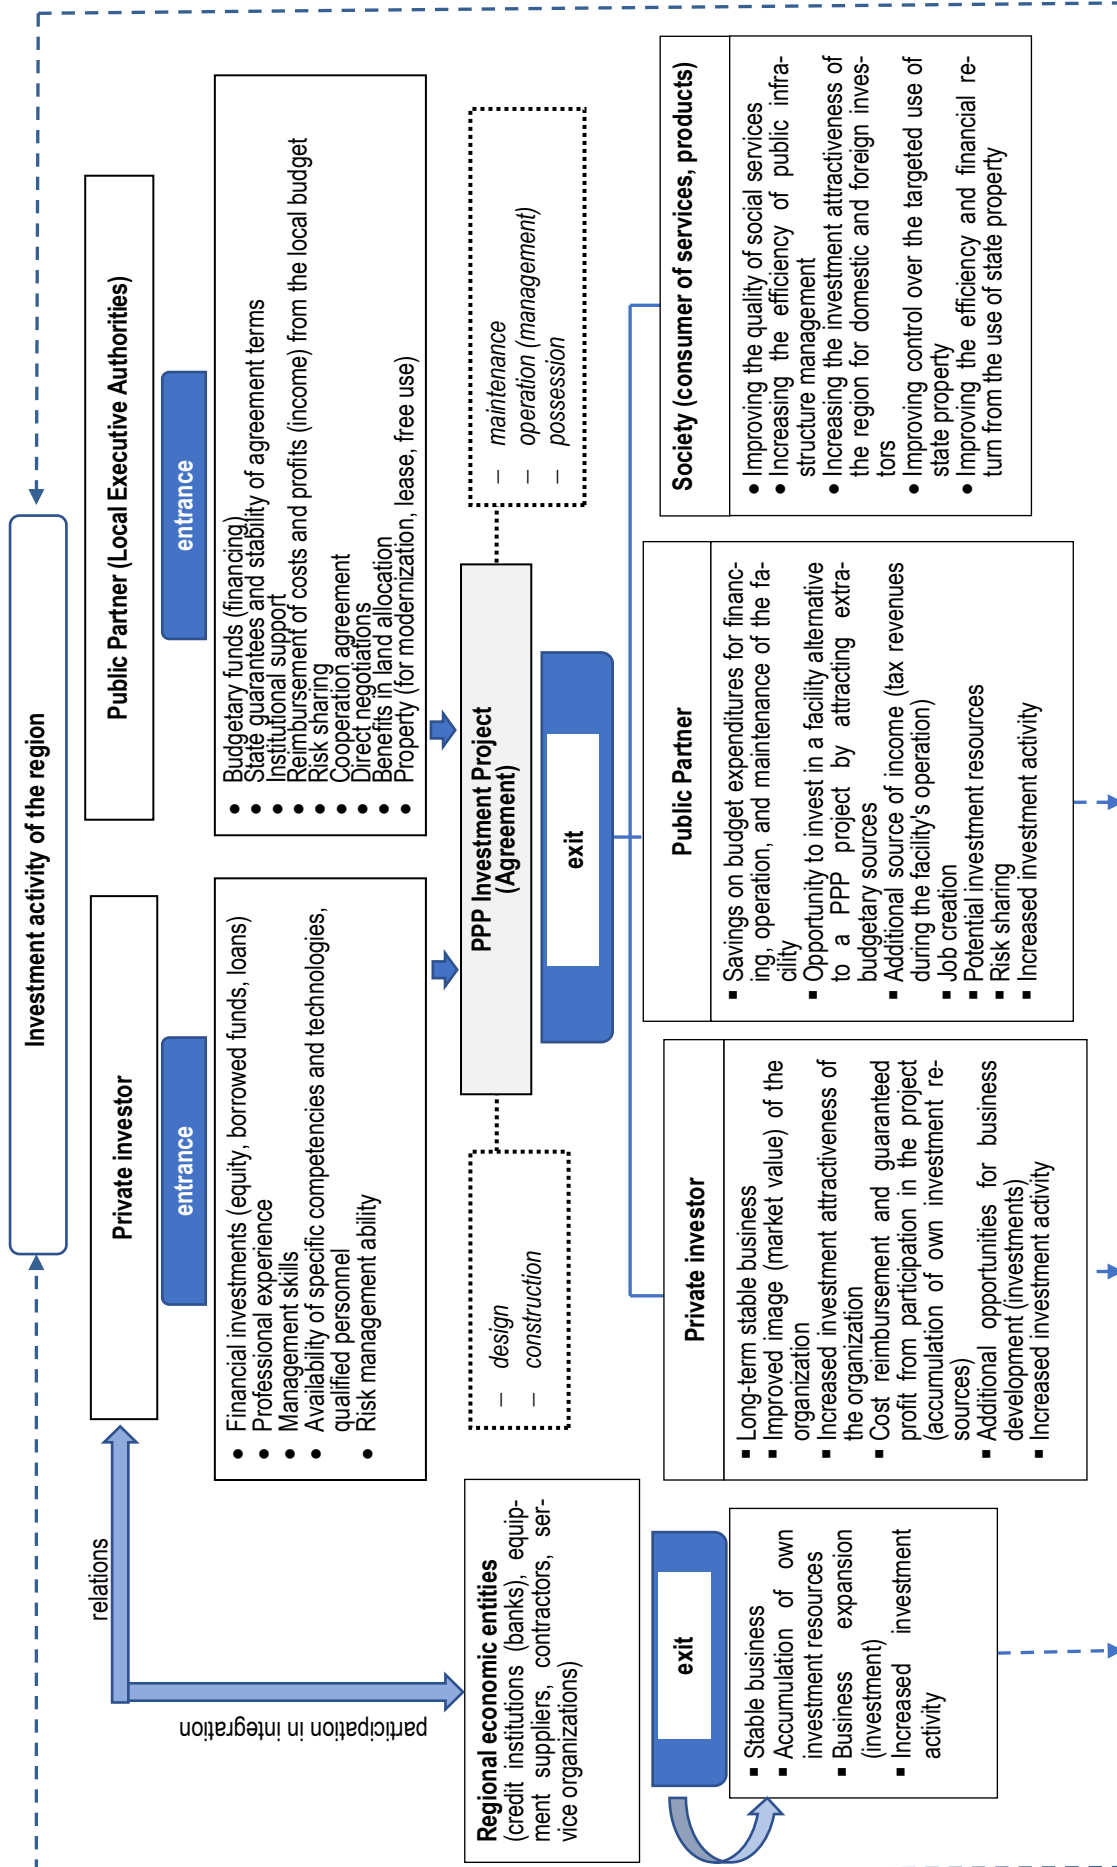 Investment activity of the region
relations
Private investor
Public Partner (Local Executive Authorities)
entrance
entrance
participation in integration
● Financial investments (equity, borrowed funds, loans)
● Professional experience
● Management skills
● Availability of specific competencies and technologies,
qualified personnel
● Risk management ability
● Budgetary funds (financing)
● State guarantees and stability of agreement terms
● Institutional support
● Reimbursement of costs and profits (income) from the local budget
● Risk sharing
● Cooperation agreement
● Direct negotiations
● Benefits in land allocation
● Property (for modernization, lease, free use)
Regional economic entities
(credit institutions (banks), equip-
ment suppliers, contractors, ser-
vice organizations)
– design
– construction
PPP Investment Project
(Agreement)
– maintenance
– operation (management)
– possession
exit
exit
▪ Stable business
▪ Accumulation of own
investment resources
▪ Business expansion
(investment)
▪ Increased investment
activity
Private investor
▪ Long-term stable business
▪ Improved image (market value) of the
organization
▪ Increased investment attractiveness of
the organization
▪ Cost reimbursement and guaranteed
profit from participation in the project
(accumulation of own investment re-
sources)
▪ Additional opportunities for business
development (investments)
▪ Increased investment activity
Public Partner
▪ Savings on budget expenditures for financ-
ing, operation, and maintenance of the fa-
cility
▪ Opportunity to invest in a facility alternative
to a PPP project by attracting extra-
budgetary sources
▪ Additional source of income (tax revenues
during the facility's operation)
▪ Job creation
▪ Potential investment resources
▪ Risk sharing
▪ Increased investment activity
Society (consumer of services, products)
● Improving the quality of social services
● Increasing the efficiency of public infra-
structure management
● Increasing the investment attractiveness of
the region for domestic and foreign inves-
tors
● Improving control over the targeted use of
state property
● Improving the efficiency and financial re-
turn from the use of state property